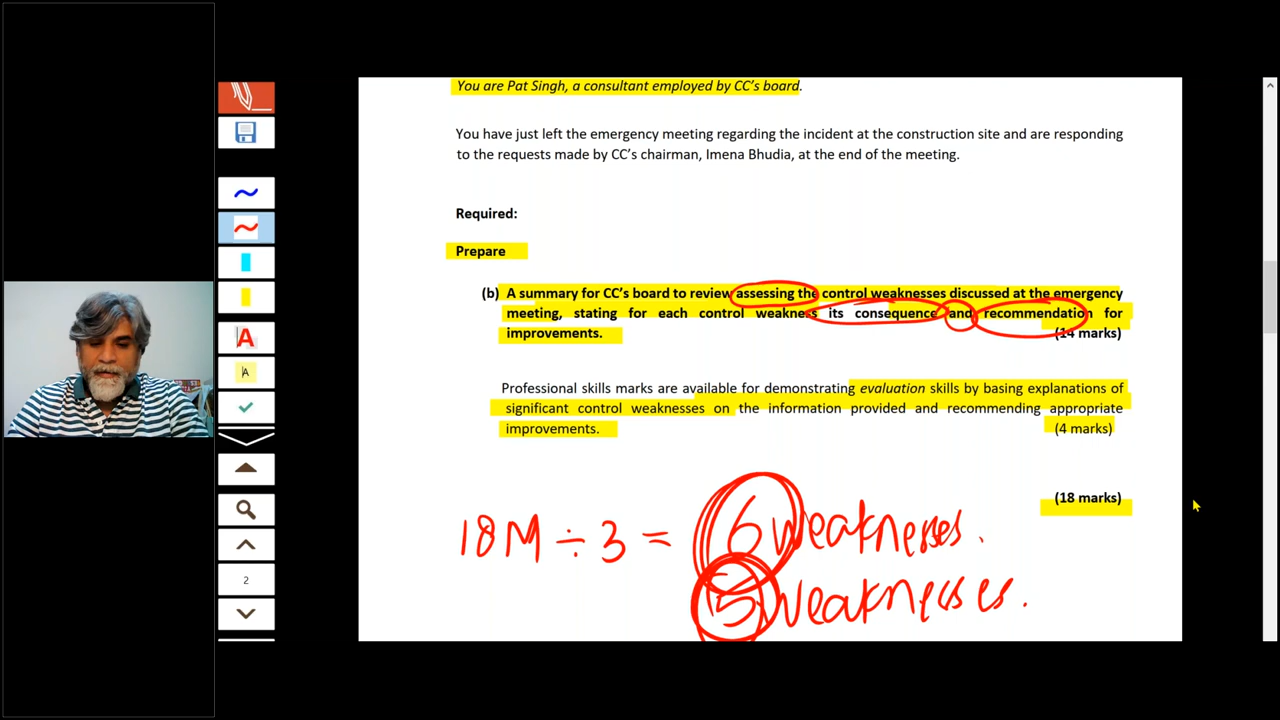 You are Pat Singh, a consultant employed by CC's board.
You have just left the emergency meeting regarding the incident at the construction site and are responding
to the requests made by CC's chairman, Imena Bhudia, at the end of the meeting.
Required:
Prepare
(b) A summary for CC's board to review assessing the control weaknesses discussed at the emergency
meeting, stating for each control weakness its consequence and recommendation for
improvements. (14 marks)
Professional skills marks are available for demonstrating evaluation skills by basing explanations of
significant control weaknesses on the information provided and recommending appropriate
improvements. (4 marks)
(18 marks)
18M ÷ 3 = 6 weaknesses.
5 weaknesses.
A
A
2